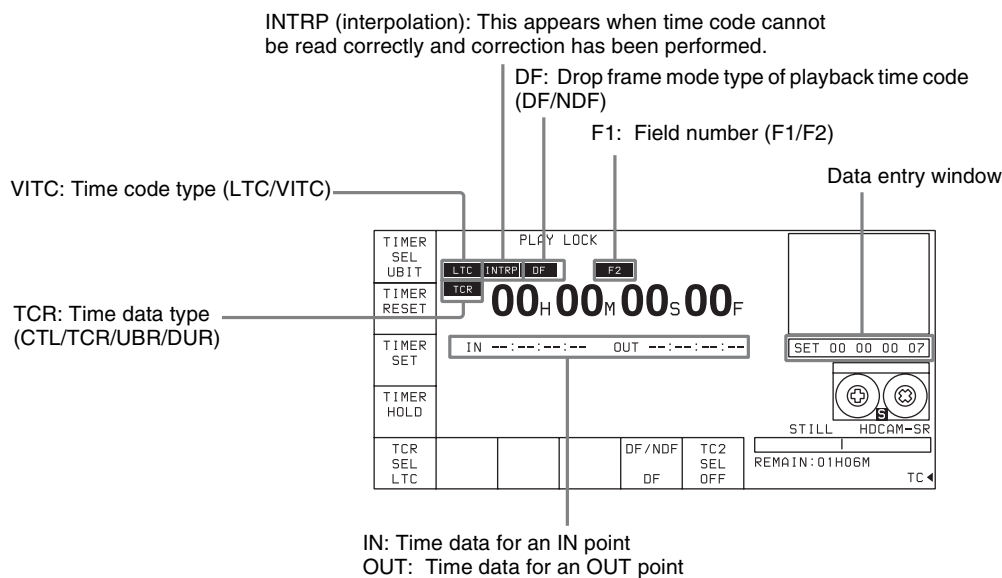 INTRP (interpolation): This appears when time code cannot
be read correctly and correction has been performed.
DF: Drop frame mode type of playback time code
(DF/NDF)
F1: Field number (F1/F2)
Data entry window
VITC: Time code type (LTC/VITC)
TCR: Time data type
(CTL/TCR/UBR/DUR)
TIMER
SEL
UBIT
TIMER
RESET
TIMER
SET
TIMER
HOLD
TCR
SEL
LTC
PLAY LOCK
LTC INTRP DF F2
TCR
00H00M00S00F
IN --:--:--:-- OUT --:--:--:--
DF/NDF
DF
TC2
SEL
OFF
SET 00 00 00 07
S
STILL HDCAM-SR
REMAIN:01H06M
TC◀
IN: Time data for an IN point
OUT: Time data for an OUT point